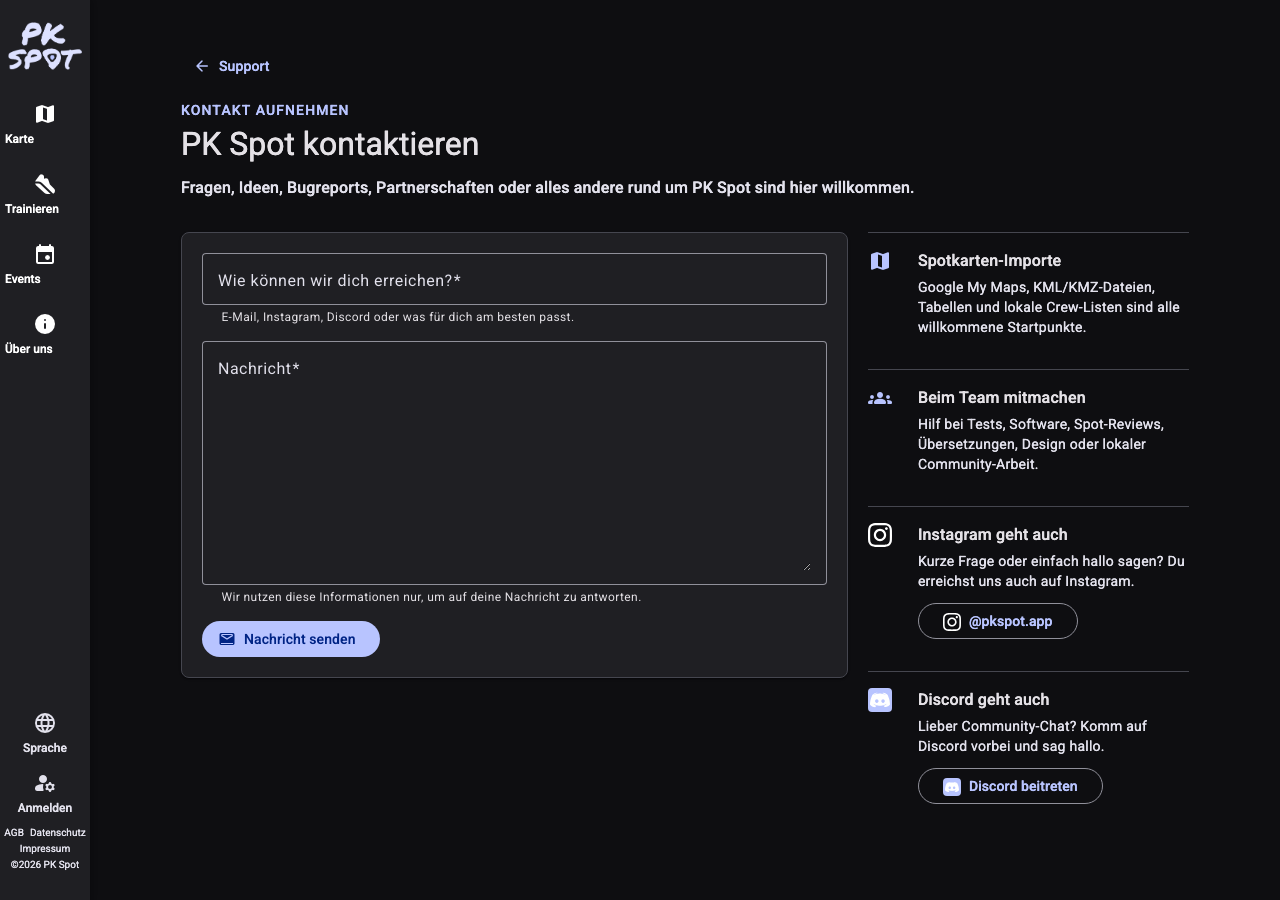 PK
SPOT
Karte
Trainieren
Events
Über uns
Sprache
Anmelden
AGB Datenschutz
Impressum
©2026 PK Spot
Support
KONTAKT AUFNEHMEN
PK Spot kontaktieren
Fragen, Ideen, Bugreports, Partnerschaften oder alles andere rund um PK Spot sind hier willkommen.
Wie können wir dich erreichen?*
E-Mail, Instagram, Discord oder was für dich am besten passt.
Nachricht*
Wir nutzen diese Informationen nur, um auf deine Nachricht zu antworten.
Nachricht senden
Spotkarten-Importe
Google My Maps, KML/KMZ-Dateien,
Tabellen und lokale Crew-Listen sind alle
willkommene Startpunkte.
Beim Team mitmachen
Hilf bei Tests, Software, Spot-Reviews,
Übersetzungen, Design oder lokaler
Community-Arbeit.
Instagram geht auch
Kurze Frage oder einfach hallo sagen? Du
erreichst uns auch auf Instagram.
@pkspot.app
Discord geht auch
Lieber Community-Chat? Komm auf
Discord vorbei und sag hallo.
Discord beitreten